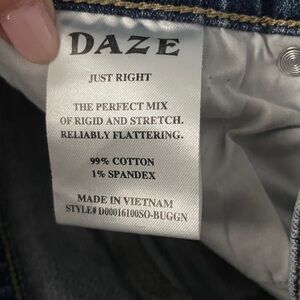 DAZE
JUST RIGHT
THE PERFECT MIX
OF RIGID AND STRETCH.
RELIABLY FLATTERING.
99% COTTON
1% SPANDEX
MADE IN VIETNAM
STYLE# D00016100SO-BUGGN